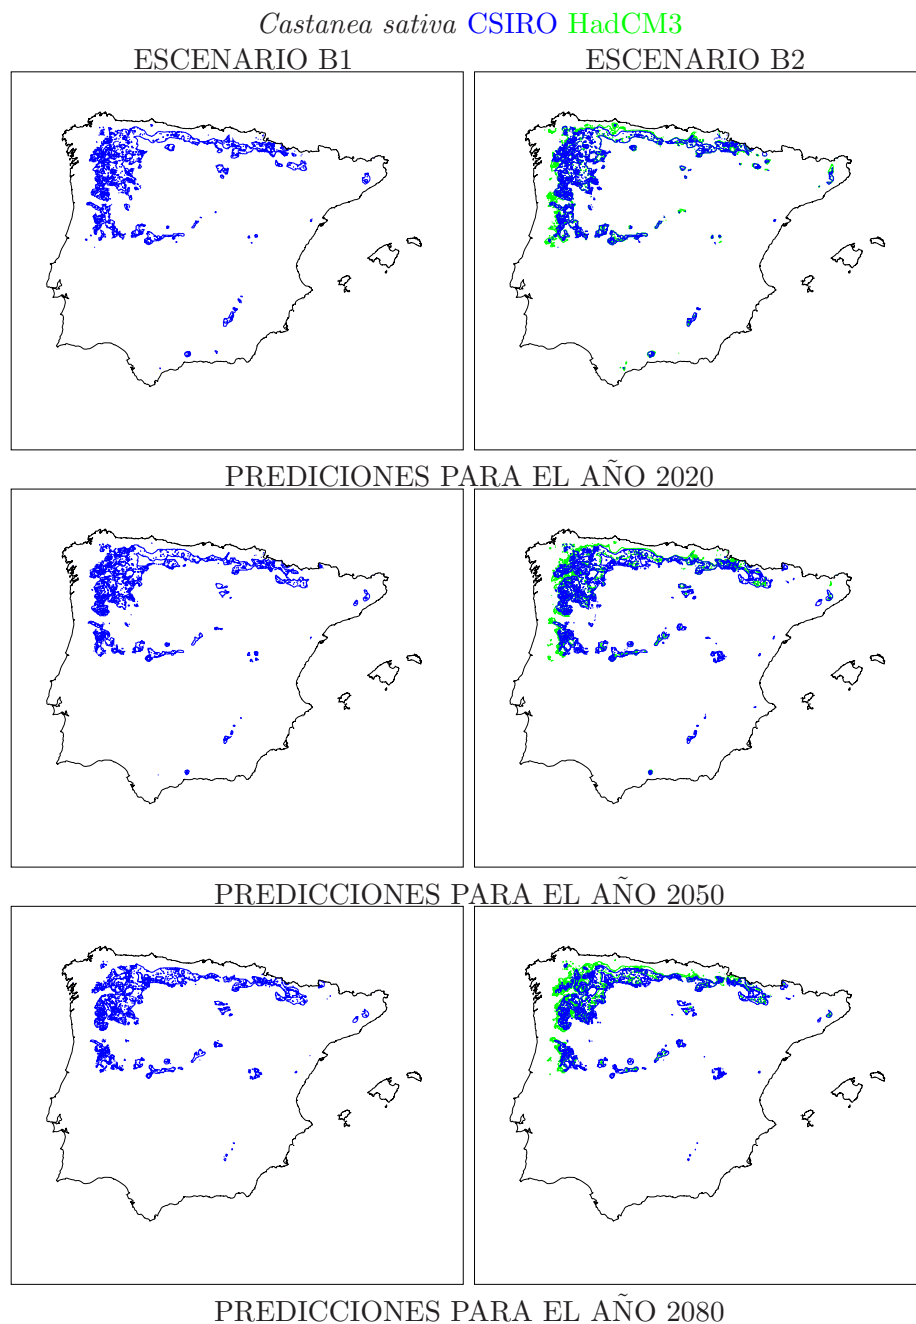 Castanea sativa CSIRO HadCM3
ESCENARIO B1 ESCENARIO B2
PREDICIONES PARA EL AÑO 2020
PREDICCIONES PARA EL AÑO 2050
PREDICCIONES PARA EL AÑO 2080